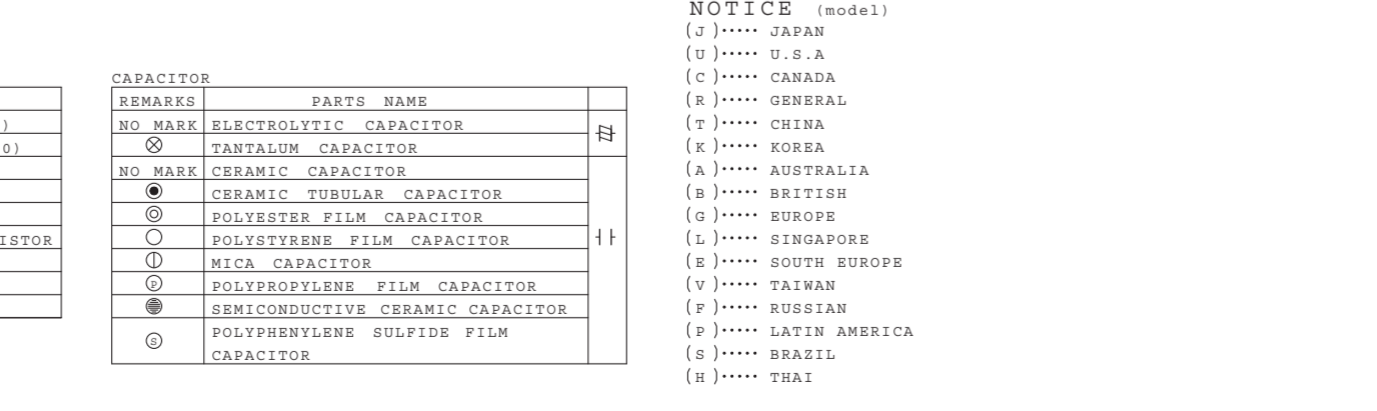 NOTICE (model)
(J)····· JAPAN
(U)····· U.S.A
(C)····· CANADA
(R)····· GENERAL
(T)····· CHINA
(K)····· KOREA
(A)····· AUSTRALIA
(B)····· BRITISH
(G)····· EUROPE
(L)····· SINGAPORE
(E)····· SOUTH EUROPE
(V)····· TAIWAN
(F)····· RUSSIAN
(P)····· LATIN AMERICA
(S)····· BRAZIL
(H)····· THAI
CAPACITOR
REMARKS PARTS NAME
NO MARK ELECTROLYTIC CAPACITOR
⊗ TANTALUM CAPACITOR
NO MARK CERAMIC CAPACITOR
◉ CERAMIC TUBULAR CAPACITOR
◎ POLYESTER FILM CAPACITOR
○ POLYSTYRENE FILM CAPACITOR
⦶ MICA CAPACITOR
Ⓟ POLYPROPYLENE FILM CAPACITOR
◍ SEMICONDUCTIVE CERAMIC CAPACITOR
Ⓢ POLYPHENYLENE SULFIDE FILM
CAPACITOR
)
0)
ISTOR